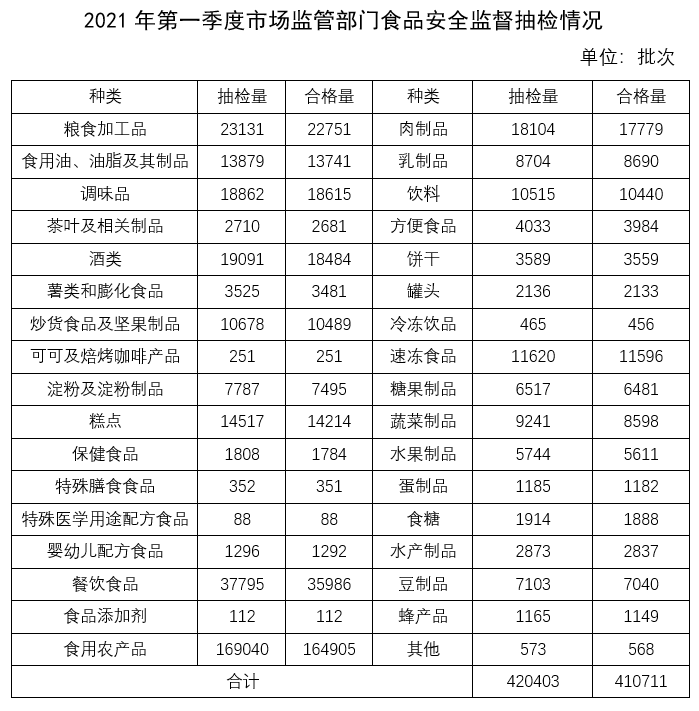 2021 年第一季度市场监管部门食品安全监督抽检情况
单位：批次
种类 抽检量 合格量 种类 抽检量 合格量
粮食加工品 23131 22751 肉制品 18104 17779
食用油、油脂及其制品 13879 13741 乳制品 8704 8690
调味品 18862 18615 饮料 10515 10440
茶叶及相关制品 2710 2681 方便食品 4033 3984
酒类 19091 18484 饼干 3589 3559
薯类和膨化食品 3525 3481 罐头 2136 2133
炒货食品及坚果制品 10678 10489 冷冻饮品 465 456
可可及焙烤咖啡产品 251 251 速冻食品 11620 11596
淀粉及淀粉制品 7787 7495 糖果制品 6517 6481
糕点 14517 14214 蔬菜制品 9241 8598
保健食品 1808 1784 水果制品 5744 5611
特殊膳食食品 352 351 蛋制品 1185 1182
特殊医学用途配方食品 88 88 食糖 1914 1888
婴幼儿配方食品 1296 1292 水产制品 2873 2837
餐饮食品 37795 35986 豆制品 7103 7040
食品添加剂 112 112 蜂产品 1165 1149
食用农产品 169040 164905 其他 573 568
合计 420403 410711